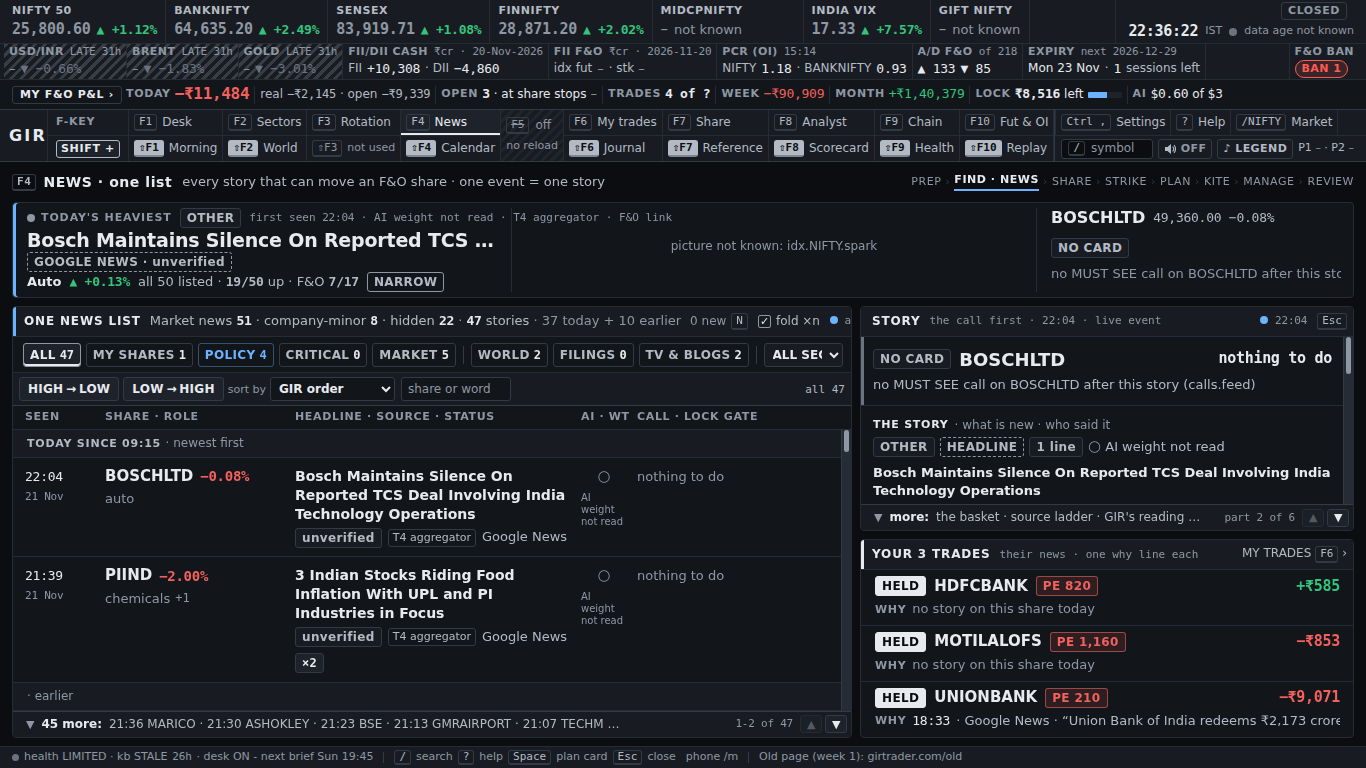 NIFTY 50 BANKNIFTY SENSEX FINNIFTY MIDCPNIFTY INDIA VIX GIFT NIFTY CLOSED
25,800.60 ▲ +1.12% 64,635.20 ▲ +2.49% 83,919.71 ▲ +1.08% 28,871.20 ▲ +2.02% – not known 17.33 ▲ +7.57% – not known 22:36:22 IST data age not known
USD/INR LATE 31h BRENT LATE 31h GOLD LATE 31h FII/DII CASH ₹cr · 20-Nov-2026 FII F&O ₹cr · 2026-11-20 PCR (OI) 15:14 A/D F&O of 218 EXPIRY next 2026-12-29 F&O BAN
– ▼ −0.66% – ▼ −1.83% – ▼ −3.01% FII +10,308 · DII −4,860 idx fut – · stk – NIFTY 1.18 · BANKNIFTY 0.93 ▲ 133 ▼ 85 Mon 23 Nov · 1 sessions left BAN 1
MY F&O P&L › TODAY −₹11,484 real −₹2,145 · open −₹9,339 OPEN 3 · at share stops – TRADES 4 of ? WEEK −₹90,909 MONTH +₹1,40,379 LOCK ₹8,516 left AI $0.60 of $3
GIR F-KEY F1 Desk F2 Sectors F3 Rotation F4 News F5 off F6 My trades F7 Share F8 Analyst F9 Chain F10 Fut & OI Ctrl , Settings ? Help /NIFTY Market
SHIFT + ⇧F1 Morning ⇧F2 World ⇧F3 not used ⇧F4 Calendar no reload ⇧F6 Journal ⇧F7 Reference ⇧F8 Scorecard ⇧F9 Health ⇧F10 Replay / symbol OFF ♪ LEGEND P1 – · P2 –
F4 NEWS · one list every story that can move an F&O share · one event = one story PREP › FIND · NEWS › SHARE › STRIKE › PLAN › KITE › MANAGE › REVIEW
TODAY'S HEAVIEST OTHER first seen 22:04 · AI weight not read · T4 aggregator · F&O link
Bosch Maintains Silence On Reported TCS …
GOOGLE NEWS · unverified
Auto ▲ +0.13% all 50 listed · 19/50 up · F&O 7/17 NARROW
picture not known: idx.NIFTY.spark
BOSCHLTD 49,360.00 −0.08%
NO CARD
no MUST SEE call on BOSCHLTD after this
ONE NEWS LIST Market news 51 · company-minor 8 · hidden 22 · 47 stories · 37 today + 10 earlier 0 new N ✓ fold ×n
ALL 47 MY SHARES 1 POLICY 4 CRITICAL 0 MARKET 5 WORLD 2 FILINGS 0 TV & BLOGS 2 ALL SEC
HIGH→LOW LOW→HIGH sort by GIR order share or word all 47
SEEN SHARE · ROLE HEADLINE · SOURCE · STATUS AI · WT CALL · LOCK GATE
TODAY SINCE 09:15 · newest first
22:04 BOSCHLTD −0.08% Bosch Maintains Silence On nothing to do
21 Nov auto Reported TCS Deal Involving India AI
Technology Operations weight
unverified T4 aggregator Google News not read
21:39 PIIND −2.00% 3 Indian Stocks Riding Food nothing to do
21 Nov chemicals +1 Inflation With UPL and PI AI
Industries in Focus weight
unverified T4 aggregator Google News not read
×2
· earlier
▼ 45 more: 21:36 MARICO · 21:30 ASHOKLEY · 21:23 BSE · 21:13 GMRAIRPORT · 21:07 TECHM … 1-2 of 47 ▲ ▼
STORY the call first · 22:04 · live event 22:04 Esc
NO CARD BOSCHLTD nothing to do
no MUST SEE call on BOSCHLTD after this story (calls.feed)
THE STORY · what is new · who said it
OTHER HEADLINE 1 line AI weight not read
Bosch Maintains Silence On Reported TCS Deal Involving India
Technology Operations
▼ more: the basket · source ladder · GIR's reading … part 2 of 6 ▲ ▼
YOUR 3 TRADES their news · one why line each MY TRADES F6 ›
HELD HDFCBANK PE 820 +₹585
WHY no story on this share today
HELD MOTILALOFS PE 1,160 −₹853
WHY no story on this share today
HELD UNIONBANK PE 210 −₹9,071
WHY 18:33 · Google News · “Union Bank of India redeems ₹2,173 crore
health LIMITED · kb STALE 26h · desk ON - next brief Sun 19:45 / search ? help Space plan card Esc close phone /m Old page (week 1): girtrader.com/old